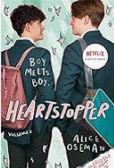 BOY
MEETS
BOY.
NETFLIX
HEARTSTOPPER
VOLUME 1
ALICE
OSEMAN